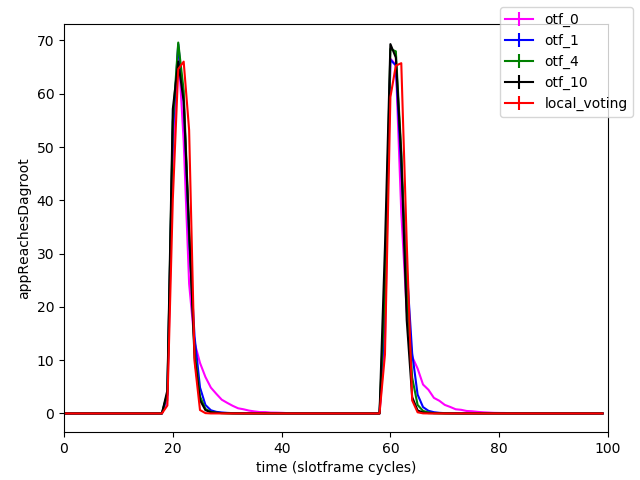 otf_0
otf_1
otf_4
otf_10
local_voting
70
60
50
40
30
20
10
0
appReachesDagroot
0 20 40 60 80 100
time (slotframe cycles)